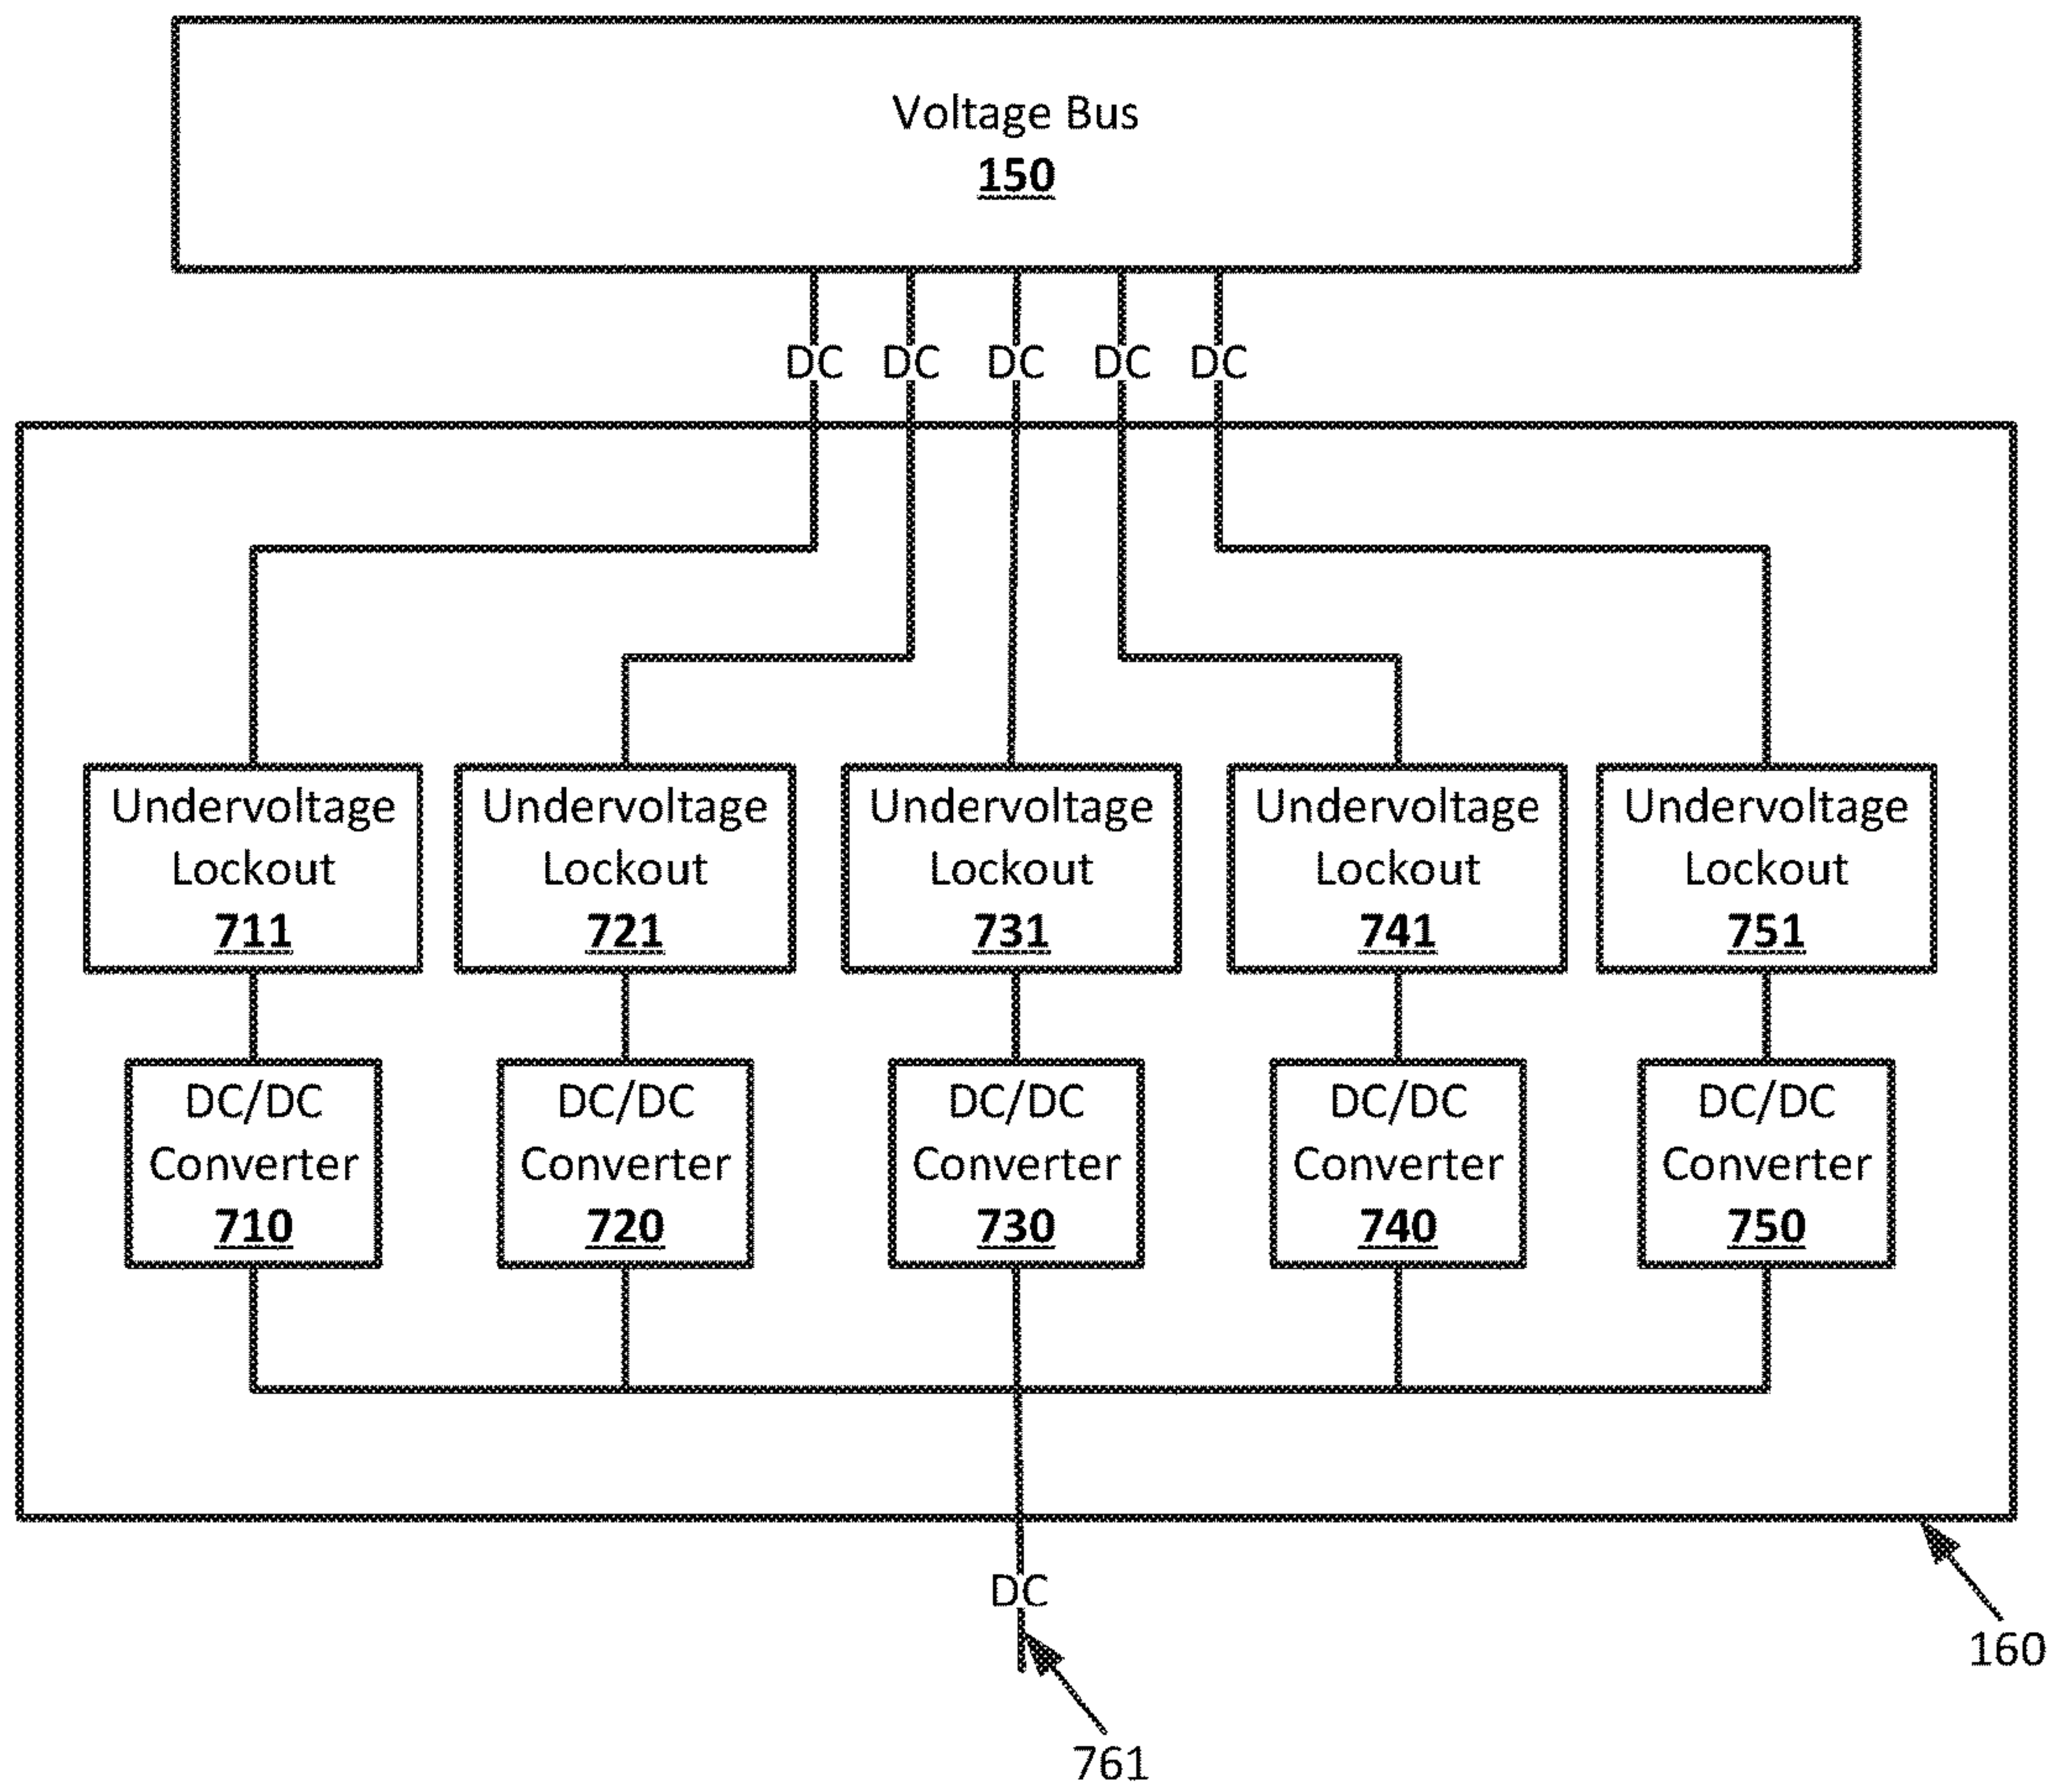 Voltage Bus
150
DC DC DC DC DC
Undervoltage Undervoltage Undervoltage Undervoltage Undervoltage
Lockout Lockout Lockout Lockout Lockout
711 721 731 741 751
DC/DC DC/DC DC/DC DC/DC DC/DC
Converter Converter Converter Converter Converter
710 720 730 740 750
DC
160
761